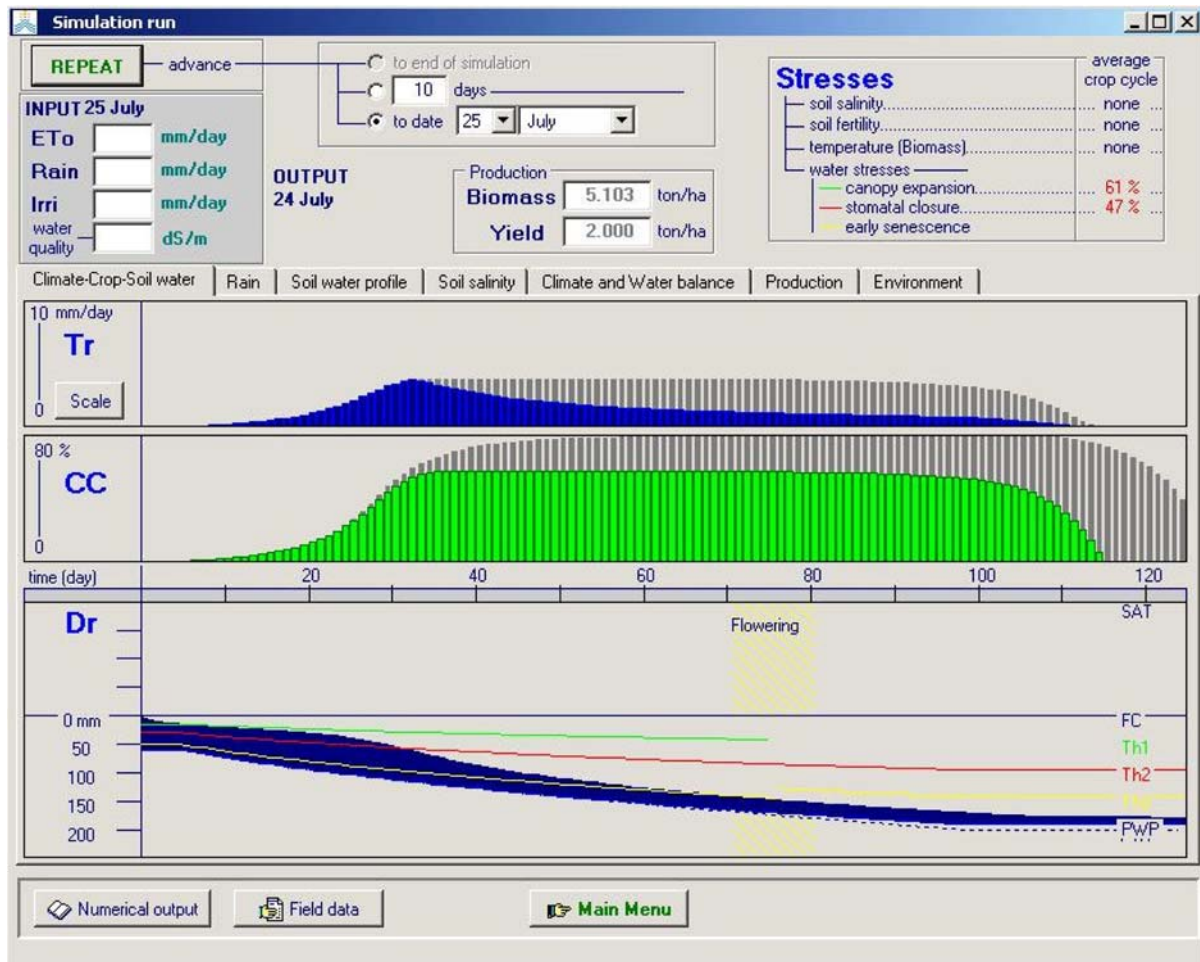 Simulation run
REPEAT
advance
to end of simulation
10 days
to date 25 July
INPUT 25 July
ETo mm/day
Rain mm/day
Irri mm/day
water quality dS/m
OUTPUT
24 July
Production
Biomass 5.103 ton/ha
Yield 2.000 ton/ha
Stresses
average
crop cycle
soil salinity none
soil fertility none
temperature (Biomass) none
water stresses
canopy expansion 61 %
stomatal closure 47 %
early senescence
Climate-Crop-Soil water Rain Soil water profile Soil salinity Climate and Water balance Production Environment
10 mm/day
Tr
Scale
0
80 %
CC
0
time (day) 20 40 60 80 100 120
Dr
Flowering
SAT
0 mm
FC
50
Th1
100
Th2
150
200
PWP
Numerical output Field data Main Menu